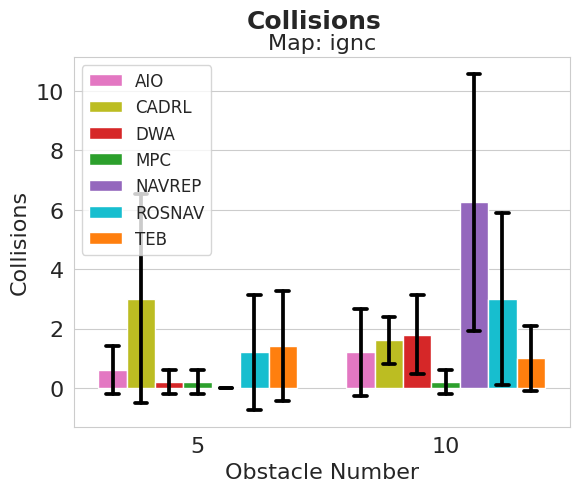 Collisions
Map: ignc
AIO
CADRL
DWA
MPC
NAVREP
ROSNAV
TEB
Collisions
10
8
6
4
2
0
5
10
Obstacle Number